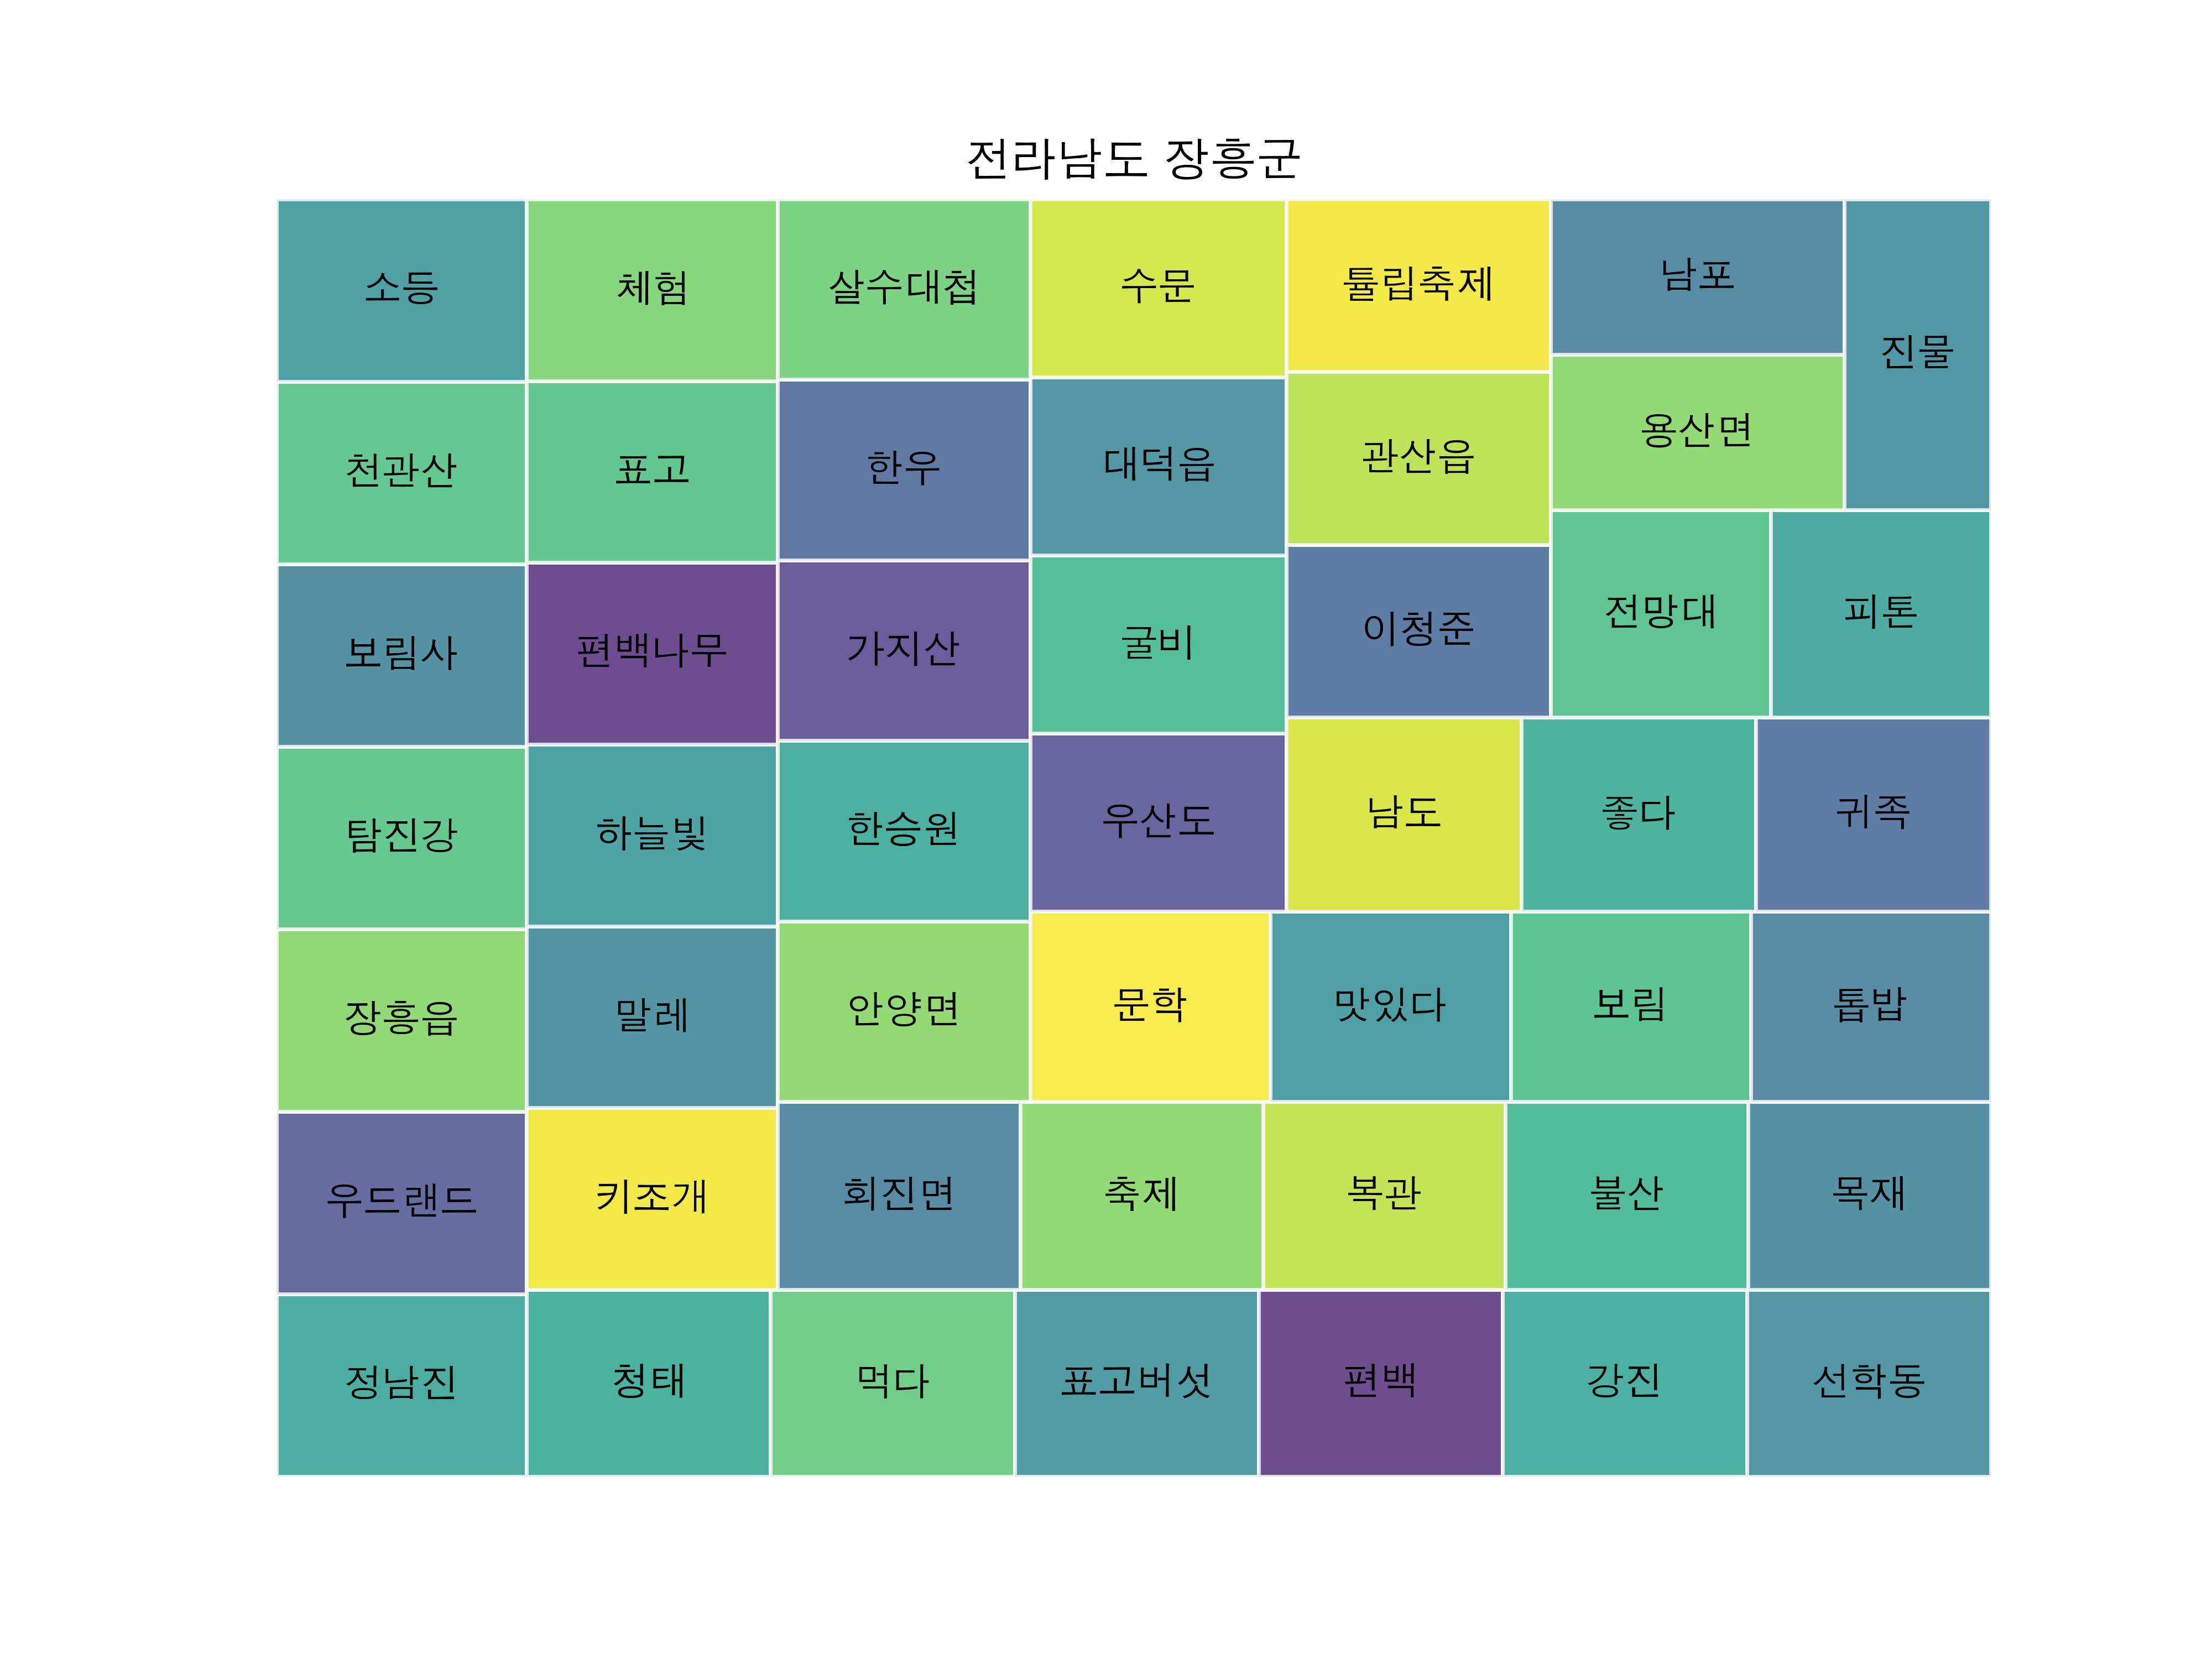 전라남도 장흥군
소등
체험
살수대첩
수문
튤립축제
남포
진물
천관산
표고
한우
대덕읍
관산읍
용산면
보림사
편백나무
가지산
굴비
이청준
전망대
피톤
탐진강
하늘빛
한승원
우산도
남도
좋다
귀족
장흥읍
말레
안양면
문학
맛있다
보림
톱밥
우드랜드
키조개
회진면
축제
복관
불산
목재
정남진
청태
먹다
표고버섯
편백
강진
선학동